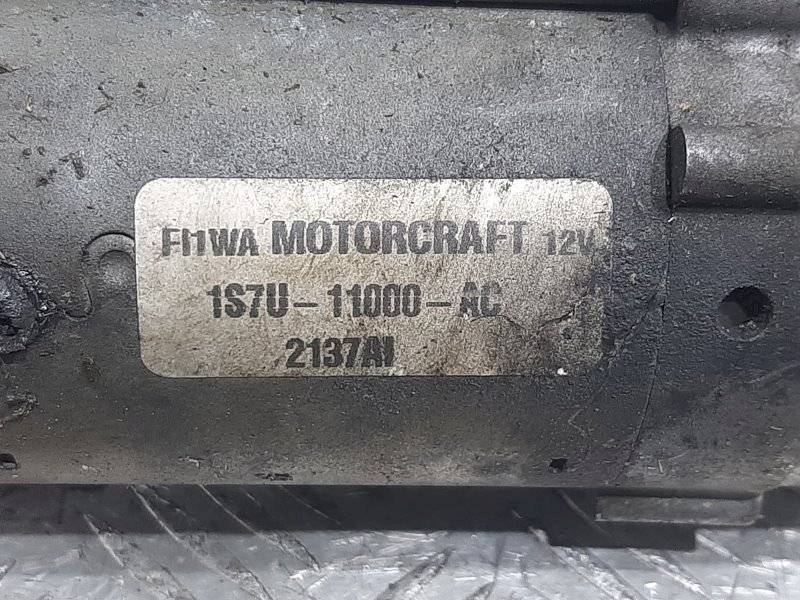 FI1WA MOTORCRAFT 12V
1S7U-11000-AC
2137AI